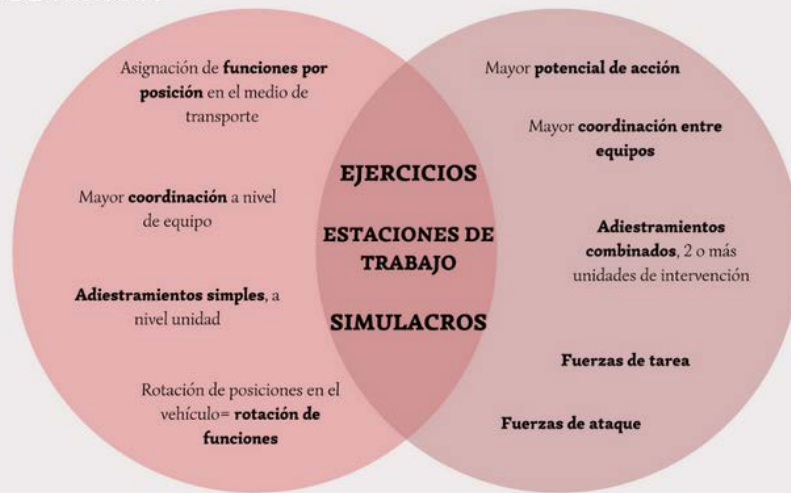 Asignación de funciones por
posición en el medio de
transporte
Mayor coordinación a nivel
de equipo
Adiestramientos simples, a
nivel unidad
Rotación de posiciones en el
vehículo= rotación de
funciones
EJERCICIOS
ESTACIONES DE
TRABAJO
SIMULACROS
Mayor potencial de acción
Mayor coordinación entre
equipos
Adiestramientos
combinados, 2 o más
unidades de intervención
Fuerzas de tarea
Fuerzas de ataque